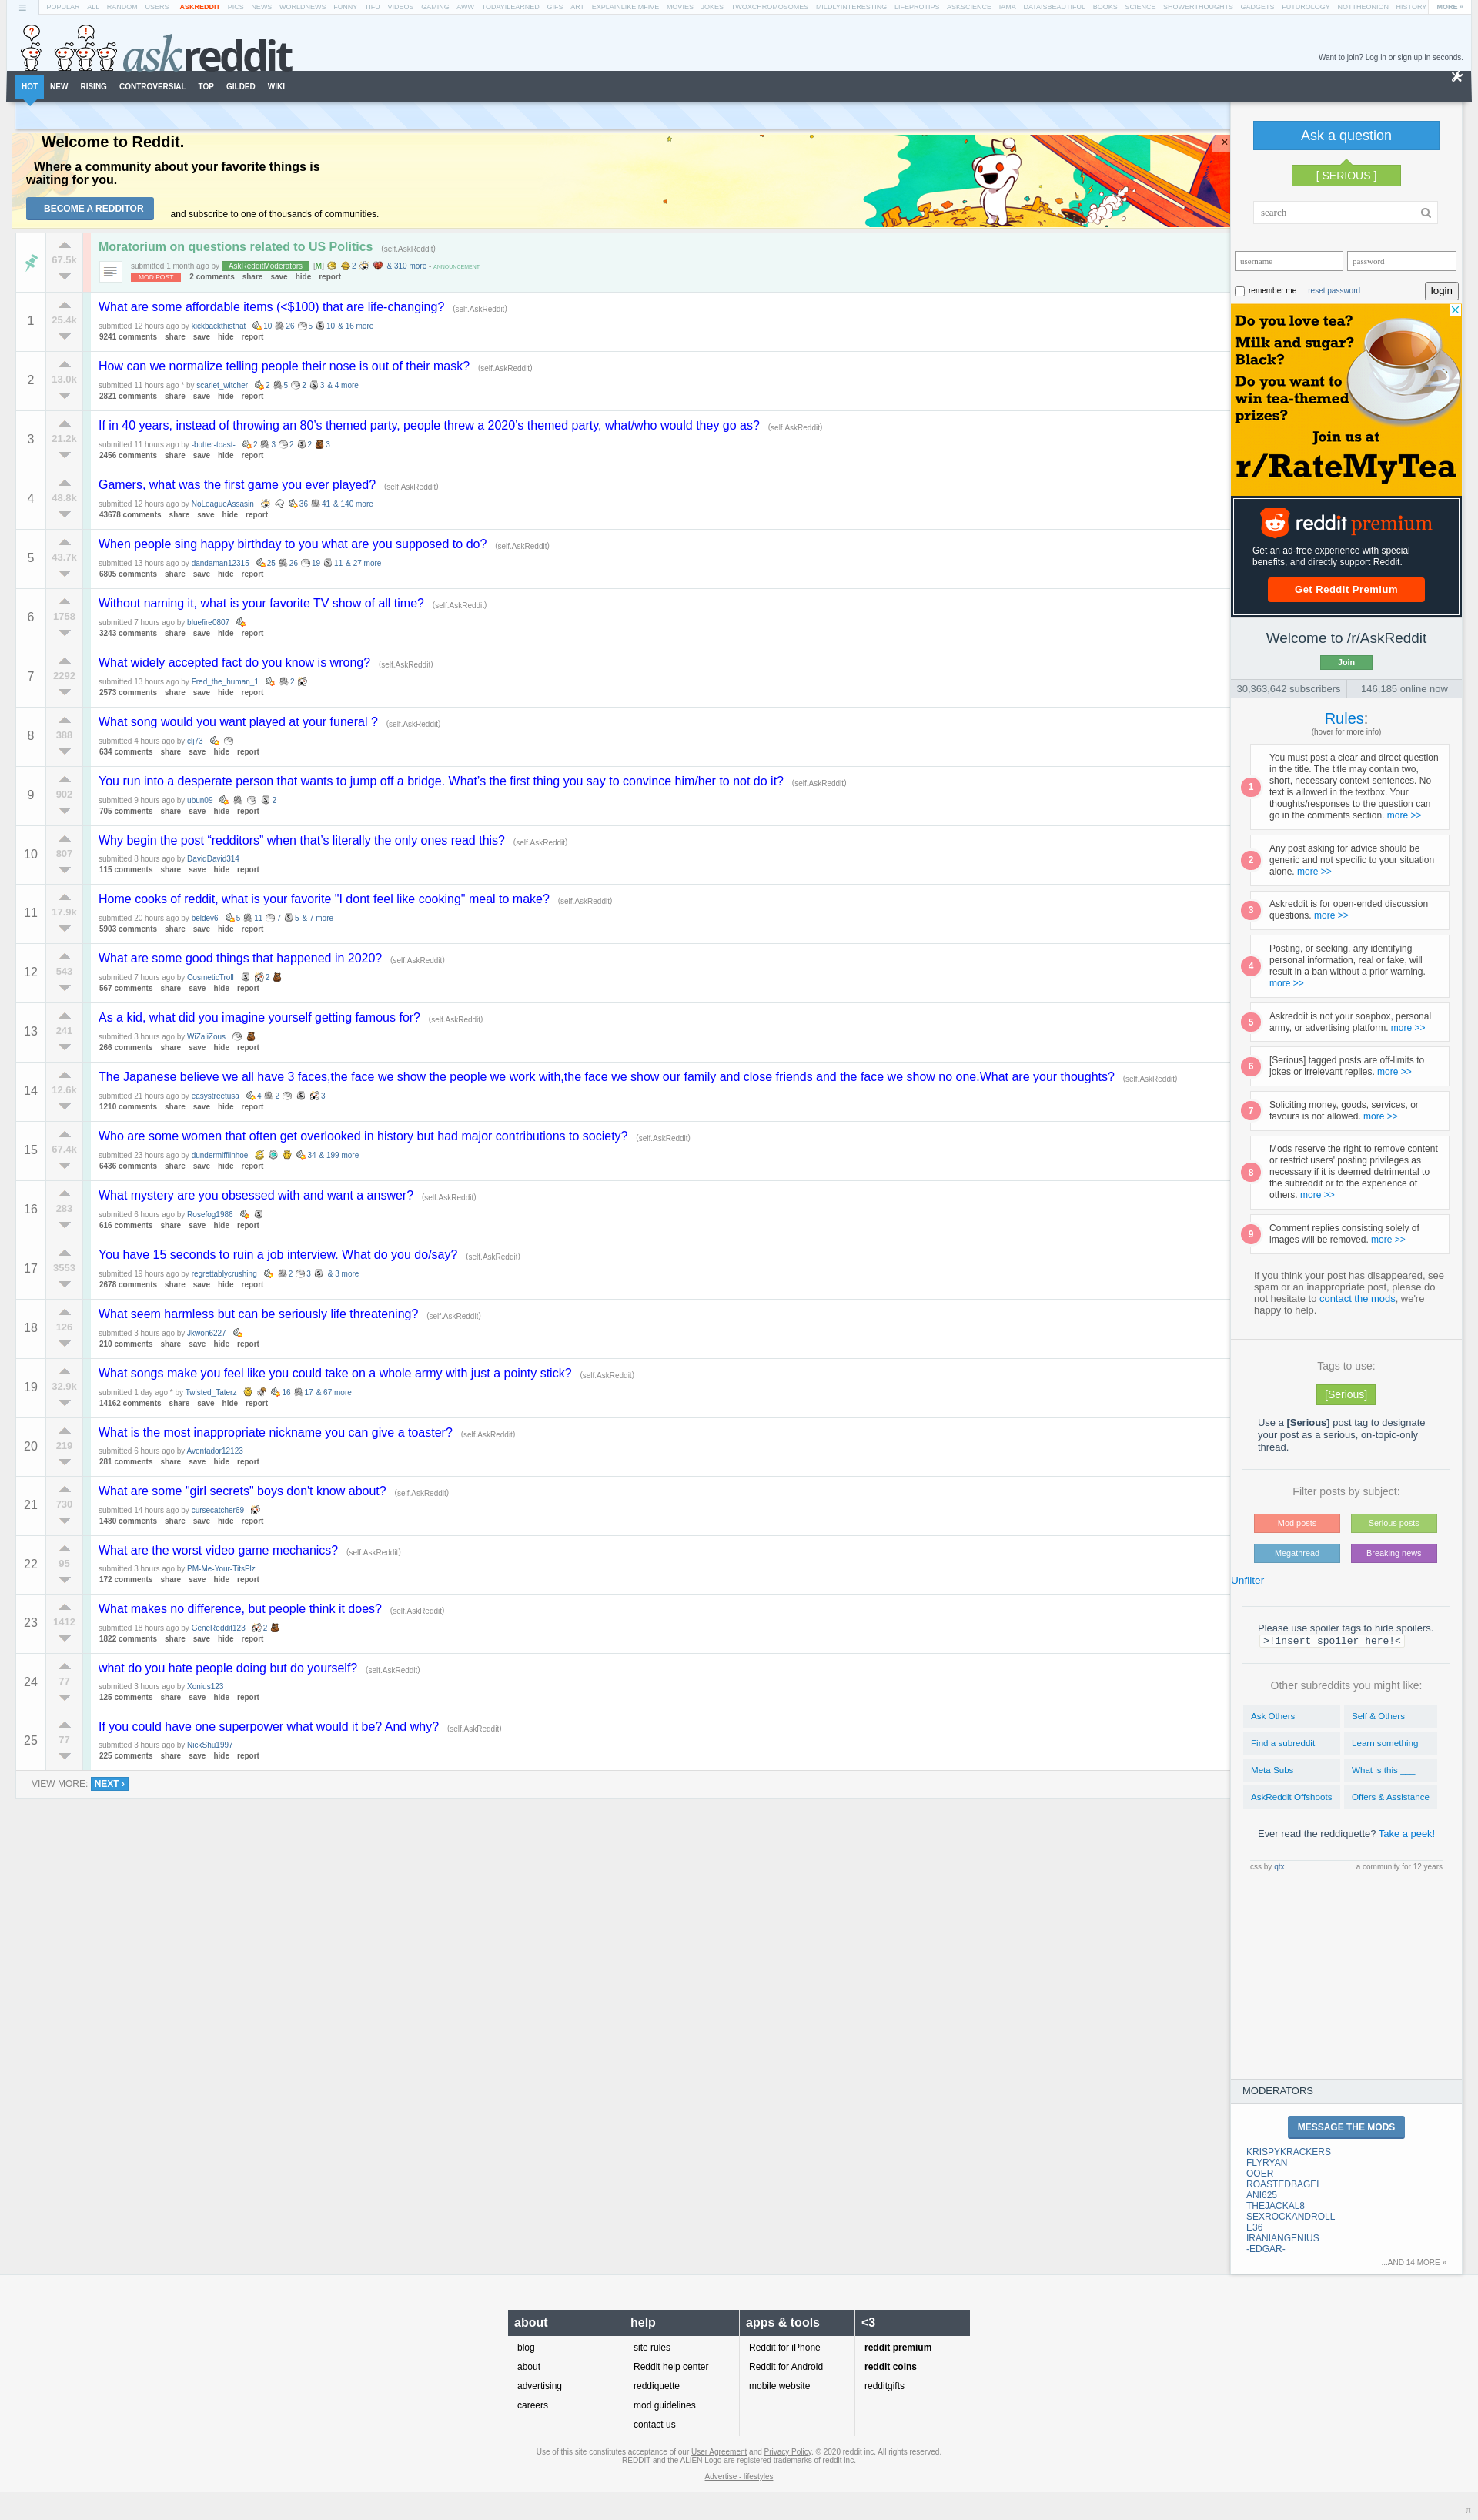 POPULAR ALL RANDOM USERS ASKREDDIT PICS NEWS WORLDNEWS FUNNY TIFU VIDEOS GAMING AWW TODAYILEARNED GIFS ART EXPLAINLIKEIMFIVE MOVIES JOKES TWOXCHROMOSOMES MILDLYINTERESTING LIFEPROTIPS ASKSCIENCE IAMA DATAISBEAUTIFUL BOOKS SCIENCE SHOWERTHOUGHTS GADGETS FUTUROLOGY NOTTHEONION HISTORY MORE »
askreddit
Want to join? Log in or sign up in seconds.
HOT NEW RISING CONTROVERSIAL TOP GILDED WIKI
Welcome to Reddit.
Where a community about your favorite things is
waiting for you.
BECOME A REDDITOR and subscribe to one of thousands of communities.
×
67.5k
Moratorium on questions related to US Politics (self.AskReddit)
submitted 1 month ago by AskRedditModerators [M] 2 & 310 more - ANNOUNCEMENT
MOD POST 2 comments share save hide report
1 25.4k
What are some affordable items (<$100) that are life-changing? (self.AskReddit)
submitted 12 hours ago by kickbackthisthat 10 26 5 10 & 16 more
9241 comments share save hide report
2 13.0k
How can we normalize telling people their nose is out of their mask? (self.AskReddit)
submitted 11 hours ago * by scarlet_witcher 2 5 2 3 & 4 more
2821 comments share save hide report
3 21.2k
If in 40 years, instead of throwing an 80's themed party, people threw a 2020's themed party, what/who would they go as? (self.AskReddit)
submitted 11 hours ago by -butter-toast- 2 3 2 2 3
2456 comments share save hide report
4 48.8k
Gamers, what was the first game you ever played? (self.AskReddit)
submitted 12 hours ago by NoLeagueAssasin 36 41 & 140 more
43678 comments share save hide report
5 43.7k
When people sing happy birthday to you what are you supposed to do? (self.AskReddit)
submitted 13 hours ago by dandaman12315 25 26 19 11 & 27 more
6805 comments share save hide report
6 1758
Without naming it, what is your favorite TV show of all time? (self.AskReddit)
submitted 7 hours ago by bluefire0807
3243 comments share save hide report
7 2292
What widely accepted fact do you know is wrong? (self.AskReddit)
submitted 13 hours ago by Fred_the_human_1 2
2573 comments share save hide report
8 388
What song would you want played at your funeral ? (self.AskReddit)
submitted 4 hours ago by clj73
634 comments share save hide report
9 902
You run into a desperate person that wants to jump off a bridge. What's the first thing you say to convince him/her to not do it? (self.AskReddit)
submitted 9 hours ago by ubun09 2
705 comments share save hide report
10 807
Why begin the post “redditors” when that’s literally the only ones read this? (self.AskReddit)
submitted 8 hours ago by DavidDavid314
115 comments share save hide report
11 17.9k
Home cooks of reddit, what is your favorite "I dont feel like cooking" meal to make? (self.AskReddit)
submitted 20 hours ago by beldev6 5 11 7 5 & 7 more
5903 comments share save hide report
12 543
What are some good things that happened in 2020? (self.AskReddit)
submitted 7 hours ago by CosmeticTroll 2
567 comments share save hide report
13 241
As a kid, what did you imagine yourself getting famous for? (self.AskReddit)
submitted 3 hours ago by WiZaliZous
266 comments share save hide report
14 12.6k
The Japanese believe we all have 3 faces,the face we show the people we work with,the face we show our family and close friends and the face we show no one.What are your thoughts? (self.AskReddit)
submitted 21 hours ago by easystreetusa 4 2 3
1210 comments share save hide report
15 67.4k
Who are some women that often get overlooked in history but had major contributions to society? (self.AskReddit)
submitted 23 hours ago by dundermifflinhoe 34 & 199 more
6436 comments share save hide report
16 283
What mystery are you obsessed with and want a answer? (self.AskReddit)
submitted 6 hours ago by Rosefog1986
616 comments share save hide report
17 3553
You have 15 seconds to ruin a job interview. What do you do/say? (self.AskReddit)
submitted 19 hours ago by regrettablycrushing 2 3 & 3 more
2678 comments share save hide report
18 126
What seem harmless but can be seriously life threatening? (self.AskReddit)
submitted 3 hours ago by Jkwon6227
210 comments share save hide report
19 32.9k
What songs make you feel like you could take on a whole army with just a pointy stick? (self.AskReddit)
submitted 1 day ago * by Twisted_Taterz 16 17 & 67 more
14162 comments share save hide report
20 219
What is the most inappropriate nickname you can give a toaster? (self.AskReddit)
submitted 6 hours ago by Aventador12123
281 comments share save hide report
21 730
What are some "girl secrets" boys don't know about? (self.AskReddit)
submitted 14 hours ago by cursecatcher69
1480 comments share save hide report
22 95
What are the worst video game mechanics? (self.AskReddit)
submitted 3 hours ago by PM-Me-Your-TitsPlz
172 comments share save hide report
23 1412
What makes no difference, but people think it does? (self.AskReddit)
submitted 18 hours ago by GeneReddit123 2
1822 comments share save hide report
24 77
what do you hate people doing but do yourself? (self.AskReddit)
submitted 3 hours ago by Xonius123
125 comments share save hide report
25 77
If you could have one superpower what would it be? And why? (self.AskReddit)
submitted 3 hours ago by NickShu1997
225 comments share save hide report
VIEW MORE: NEXT ›
Ask a question
[ SERIOUS ]
search
username password
remember me reset password login
Do you love tea?
Milk and sugar?
Black?
Do you want to
win tea-themed
prizes?
Join us at
r/RateMyTea
reddit premium
Get an ad-free experience with special
benefits, and directly support Reddit.
Get Reddit Premium
Welcome to /r/AskReddit
Join
30,363,642 subscribers 146,185 online now
Rules:
(hover for more info)
1 You must post a clear and direct question
in the title. The title may contain two,
short, necessary context sentences. No
text is allowed in the textbox. Your
thoughts/responses to the question can
go in the comments section. more >>
2 Any post asking for advice should be
generic and not specific to your situation
alone. more >>
3 Askreddit is for open-ended discussion
questions. more >>
4 Posting, or seeking, any identifying
personal information, real or fake, will
result in a ban without a prior warning.
more >>
5 Askreddit is not your soapbox, personal
army, or advertising platform. more >>
6 [Serious] tagged posts are off-limits to
jokes or irrelevant replies. more >>
7 Soliciting money, goods, services, or
favours is not allowed. more >>
8 Mods reserve the right to remove content
or restrict users' posting privileges as
necessary if it is deemed detrimental to
the subreddit or to the experience of
others. more >>
9 Comment replies consisting solely of
images will be removed. more >>
If you think your post has disappeared, see
spam or an inappropriate post, please do
not hesitate to contact the mods, we're
happy to help.
Tags to use:
[Serious]
Use a [Serious] post tag to designate
your post as a serious, on-topic-only
thread.
Filter posts by subject:
Mod posts Serious posts
Megathread Breaking news
Unfilter
Please use spoiler tags to hide spoilers.
>!insert spoiler here!<
Other subreddits you might like:
Ask Others Self & Others
Find a subreddit Learn something
Meta Subs What is this ___
AskReddit Offshoots Offers & Assistance
Ever read the reddiquette? Take a peek!
css by qtx a community for 12 years
MODERATORS
MESSAGE THE MODS
KRISPYKRACKERS
FLYRYAN
OOER
ROASTEDBAGEL
ANI625
THEJACKAL8
SEXROCKANDROLL
E36
IRANIANGENIUS
-EDGAR-
...AND 14 MORE »
about help apps & tools <3
blog site rules Reddit for iPhone reddit premium
about Reddit help center Reddit for Android reddit coins
advertising reddiquette mobile website redditgifts
careers mod guidelines
contact us
Use of this site constitutes acceptance of our User Agreement and Privacy Policy. © 2020 reddit inc. All rights reserved.
REDDIT and the ALIEN Logo are registered trademarks of reddit inc.
Advertise - lifestyles
π